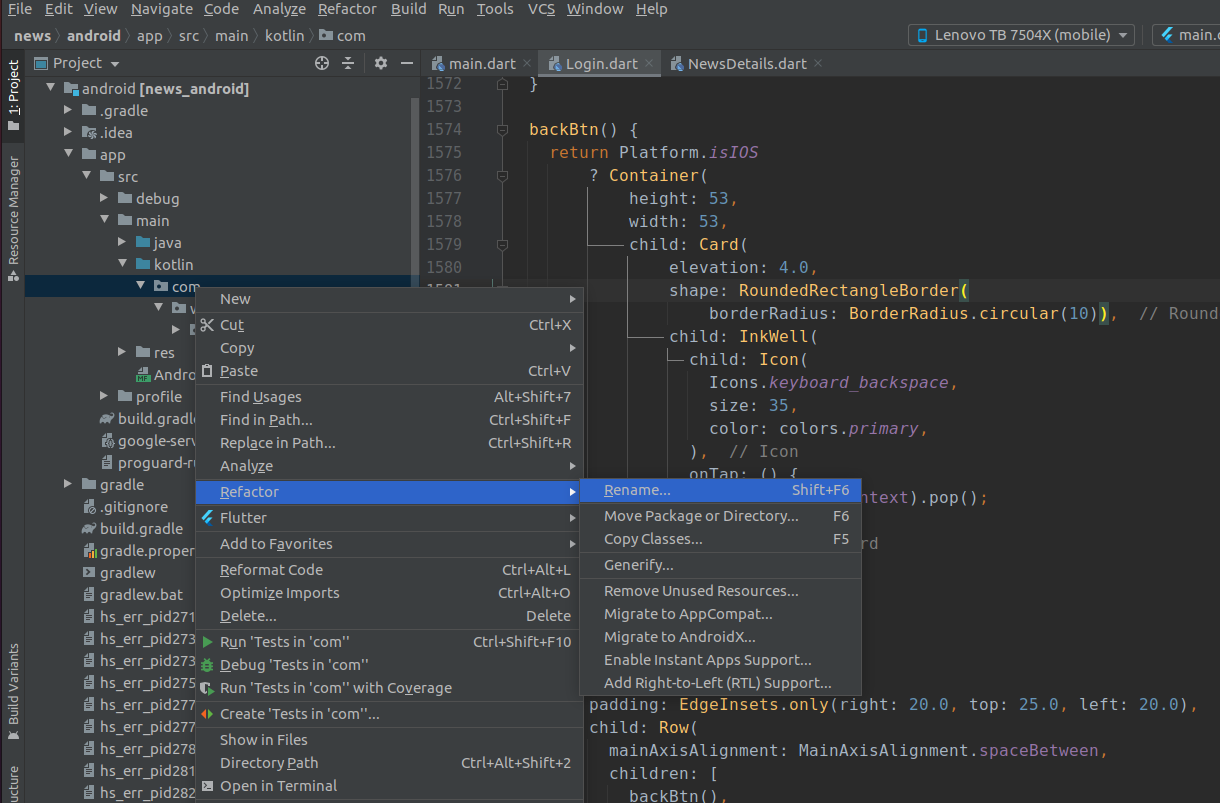 File Edit View Navigate Code Analyze Refactor Build Run Tools VCS Window Help
news android app src main kotlin com
Lenovo TB 7504X (mobile)
main.
1: Project
Resource Manager
Build Variants
ucture
Project
android [news_android]
.gradle
.idea
app
src
debug
main
java
kotlin
com
res
Andro
profile
build.gradle
google-serv
proguard-ru
gradle
.gitignore
build.gradle
gradle.proper
gradlew
gradlew.bat
hs_err_pid271
hs_err_pid273
hs_err_pid273
hs_err_pid275
hs_err_pid277
hs_err_pid277
hs_err_pid278
hs_err_pid281
hs_err_pid282
New
Cut Ctrl+X
Copy
Paste Ctrl+V
Find Usages Alt+Shift+7
Find in Path... Ctrl+Shift+F
Replace in Path... Ctrl+Shift+R
Analyze
Refactor
Flutter
Add to Favorites
Reformat Code Ctrl+Alt+L
Optimize Imports Ctrl+Alt+O
Delete... Delete
Run 'Tests in 'com'' Ctrl+Shift+F10
Debug 'Tests in 'com''
Run 'Tests in 'com'' with Coverage
Create 'Tests in 'com''...
Show in Files
Directory Path Ctrl+Alt+Shift+2
Open in Terminal
Rename... Shift+F6
Move Package or Directory... F6
Copy Classes... F5
Generify...
Remove Unused Resources...
Migrate to AppCompat...
Migrate to AndroidX...
Enable Instant Apps Support...
Add Right-to-Left (RTL) Support...
main.dart Login.dart NewsDetails.dart
1572 }
1573
1574 backBtn() {
1575 return Platform.isIOS
1576 ? Container(
1577 height: 53,
1578 width: 53,
1579 child: Card(
1580 elevation: 4.0,
1581 shape: RoundedRectangleBorder(
borderRadius: BorderRadius.circular(10)), // Round
child: InkWell(
child: Icon(
Icons.keyboard_backspace,
size: 35,
color: colors.primary,
), // Icon
onTap: () {
ntext).pop();
rd
padding: EdgeInsets.only(right: 20.0, top: 25.0, left: 20.0),
child: Row(
mainAxisAlignment: MainAxisAlignment.spaceBetween,
children: [
backBtn(),